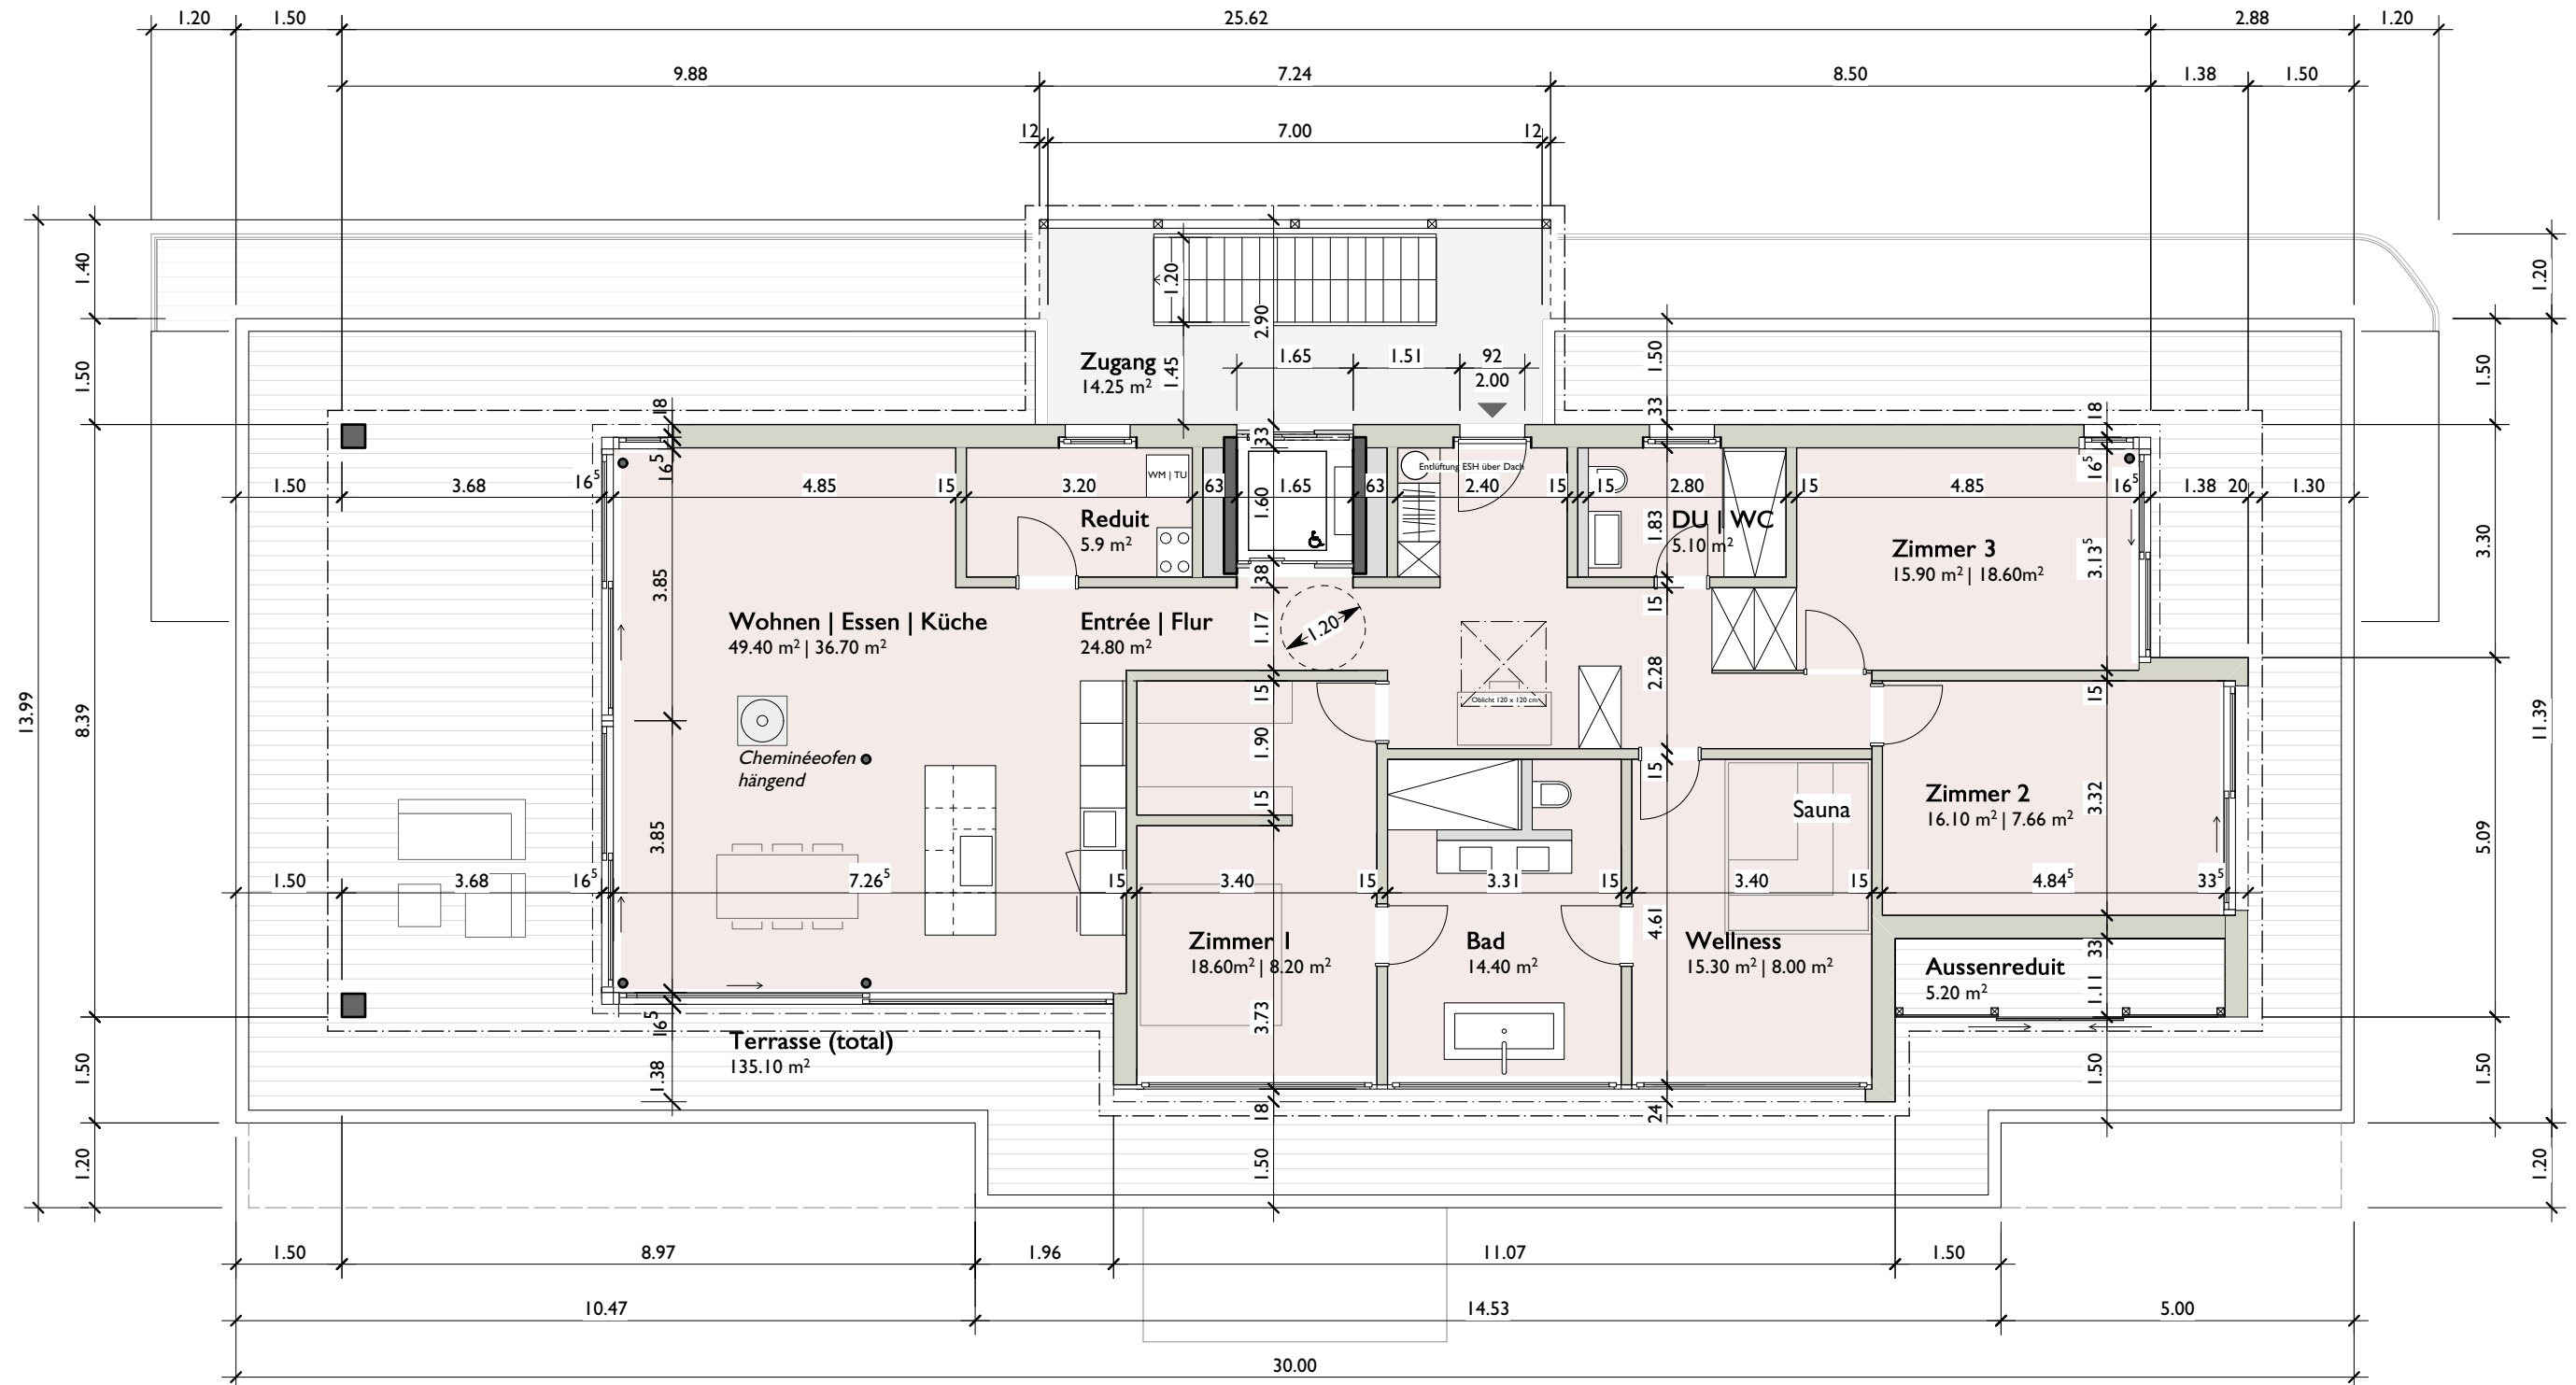 1.20 1.50 25.62 2.88 1.20
9.88 7.24 8.50 1.38 1.50
12 7.00 12
1.40
1.20
1.20
2.90
Zugang
14.25 m²
1.45
1.65 1.51 92
2.00
1.50
1.50
1.50
18
33
33
18
16⁵
16⁵
WM | TU
Entlüftung ESH über Dach
1.50 3.68 16⁵ 4.85 15 3.20 63 1.65 63 2.40 15 15 2.80 15 4.85 16⁵ 1.38 20 1.30
1.60
1.83
Reduit
5.9 m²
DU | WC
5.10 m²
Zimmer 3
15.90 m² | 18.60m²
3.13⁵
3.30
3.85
38
15
Wohnen | Essen | Küche
49.40 m² | 36.70 m²
Entrée | Flur
24.80 m²
1.17
1.20
2.28
15
15
Oblicht 120 x 120 cm
13.99
8.39
11.39
1.90
Cheminéeofen
hängend
15
15
Sauna
Zimmer 2
16.10 m² | 7.66 m²
3.32
3.85
5.09
1.50 3.68 16⁵ 7.26⁵ 15 3.40 15 3.31 15 3.40 15 4.84⁵ 33⁵
4.61
Zimmer 1
18.60m² | 8.20 m²
Bad
14.40 m²
Wellness
15.30 m² | 8.00 m²
33
Aussenreduit
5.20 m²
1.11
3.73
16⁵
Terrasse (total)
135.10 m²
1.50
1.38
1.50
1.50
18
24
1.20
1.50
1.20
1.50 8.97 1.96 11.07 1.50
10.47 14.53 5.00
30.00